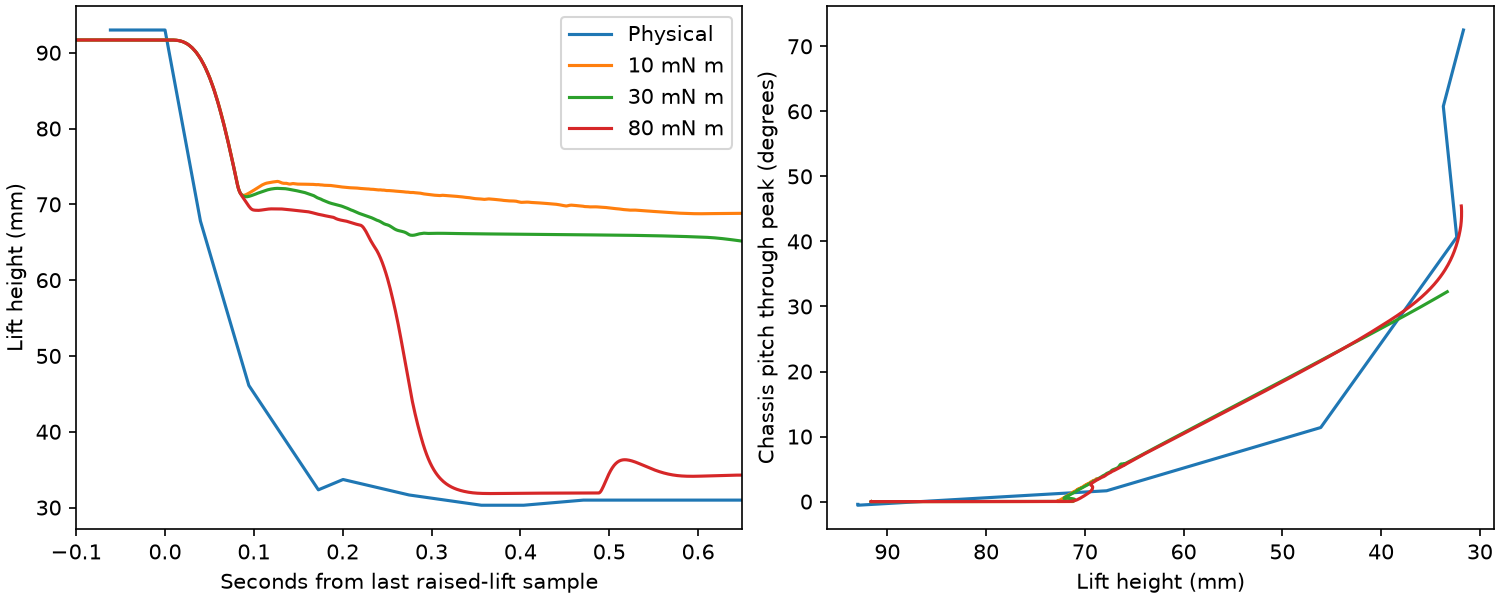 Lift height (mm)
90
80
70
60
50
40
30
−0.1 0.0 0.1 0.2 0.3 0.4 0.5 0.6
Seconds from last raised-lift sample
Physical
10 mN m
30 mN m
80 mN m
Chassis pitch through peak (degrees)
70
60
50
40
30
20
10
0
90 80 70 60 50 40 30
Lift height (mm)